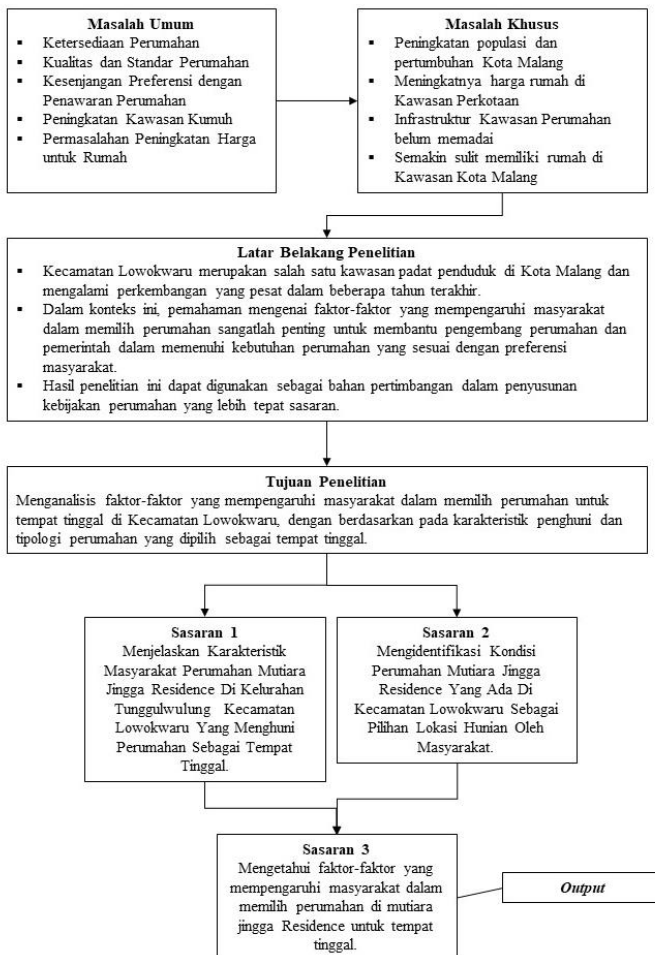 Masalah Umum
▪ Ketersediaan Perumahan
▪ Kualitas dan Standar Perumahan
▪ Kesenjangan Preferensi dengan
Penawaran Perumahan
▪ Peningkatan Kawasan Kumuh
▪ Permasalahan Peningkatan Harga
untuk Rumah
Masalah Khusus
▪ Peningkatan populasi dan
pertumbuhan Kota Malang
▪ Meningkatnya harga rumah di
Kawasan Perkotaan
▪ Infrastruktur Kawasan Perumahan
belum memadai
▪ Semakin sulit memiliki rumah di
Kawasan Kota Malang
Latar Belakang Penelitian
▪ Kecamatan Lowokwaru merupakan salah satu kawasan padat penduduk di Kota Malang dan
mengalami perkembangan yang pesat dalam beberapa tahun terakhir.
▪ Dalam konteks ini, pemahaman mengenai faktor-faktor yang mempengaruhi masyarakat
dalam memilih perumahan sangatlah penting untuk membantu pengembang perumahan dan
pemerintah dalam memenuhi kebutuhan perumahan yang sesuai dengan preferensi
masyarakat.
▪ Hasil penelitian ini dapat digunakan sebagai bahan pertimbangan dalam penyusunan
kebijakan perumahan yang lebih tepat sasaran.
Tujuan Penelitian
Menganalisis faktor-faktor yang mempengaruhi masyarakat dalam memilih perumahan untuk
tempat tinggal di Kecamatan Lowokwaru, dengan berdasarkan pada karakteristik penghuni dan
tipologi perumahan yang dipilih sebagai tempat tinggal.
Sasaran 1
Menjelaskan Karakteristik
Masyarakat Perumahan Mutiara
Jingga Residence Di Kelurahan
Tunggulwulung Kecamatan
Lowokwaru Yang Menghuni
Perumahan Sebagai Tempat
Tinggal.
Sasaran 2
Mengidentifikasi Kondisi
Perumahan Mutiara Jingga
Residence Yang Ada Di
Kecamatan Lowokwaru Sebagai
Pilihan Lokasi Hunian Oleh
Masyarakat.
Sasaran 3
Mengetahui faktor-faktor yang
mempengaruhi masyarakat dalam
memilih perumahan di mutiara
jingga Residence untuk tempat
tinggal.
Output